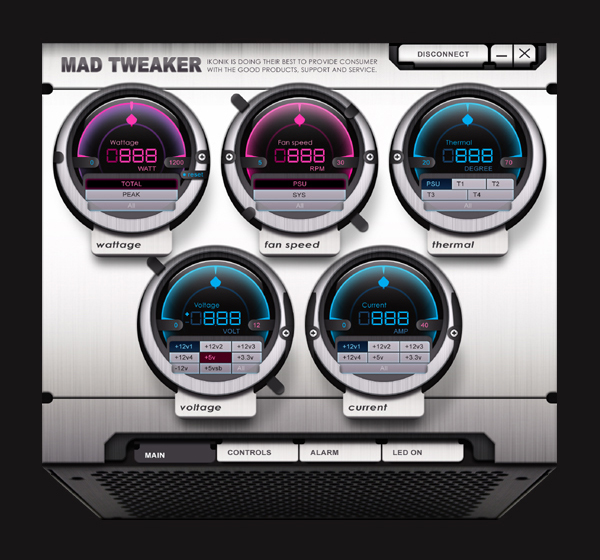 MAD TWEAKER
IKONIK IS DOING THEIR BEST TO PROVIDE CONSUMER
WITH THE GOOD PRODUCTS, SUPPORT AND SERVICE.
DISCONNECT
Wattage
888
0 1200
WATT
reset
TOTAL
PEAK
All
wattage
Fan speed
888
5 30
RPM
PSU
SYS
All
fan speed
Thermal
888
20 70
DEGREE
PSU T1 T2
T3 T4
All
thermal
Voltage
888
0 12
VOLT
+12v1 +12v2 +12v3
+12v4 +5v +3.3v
-12v +5vsb All
voltage
Current
888
0 40
AMP
+12v1 +12v2 +12v3
+12v4 +5v +3.3v
All
current
MAIN CONTROLS ALARM LED ON